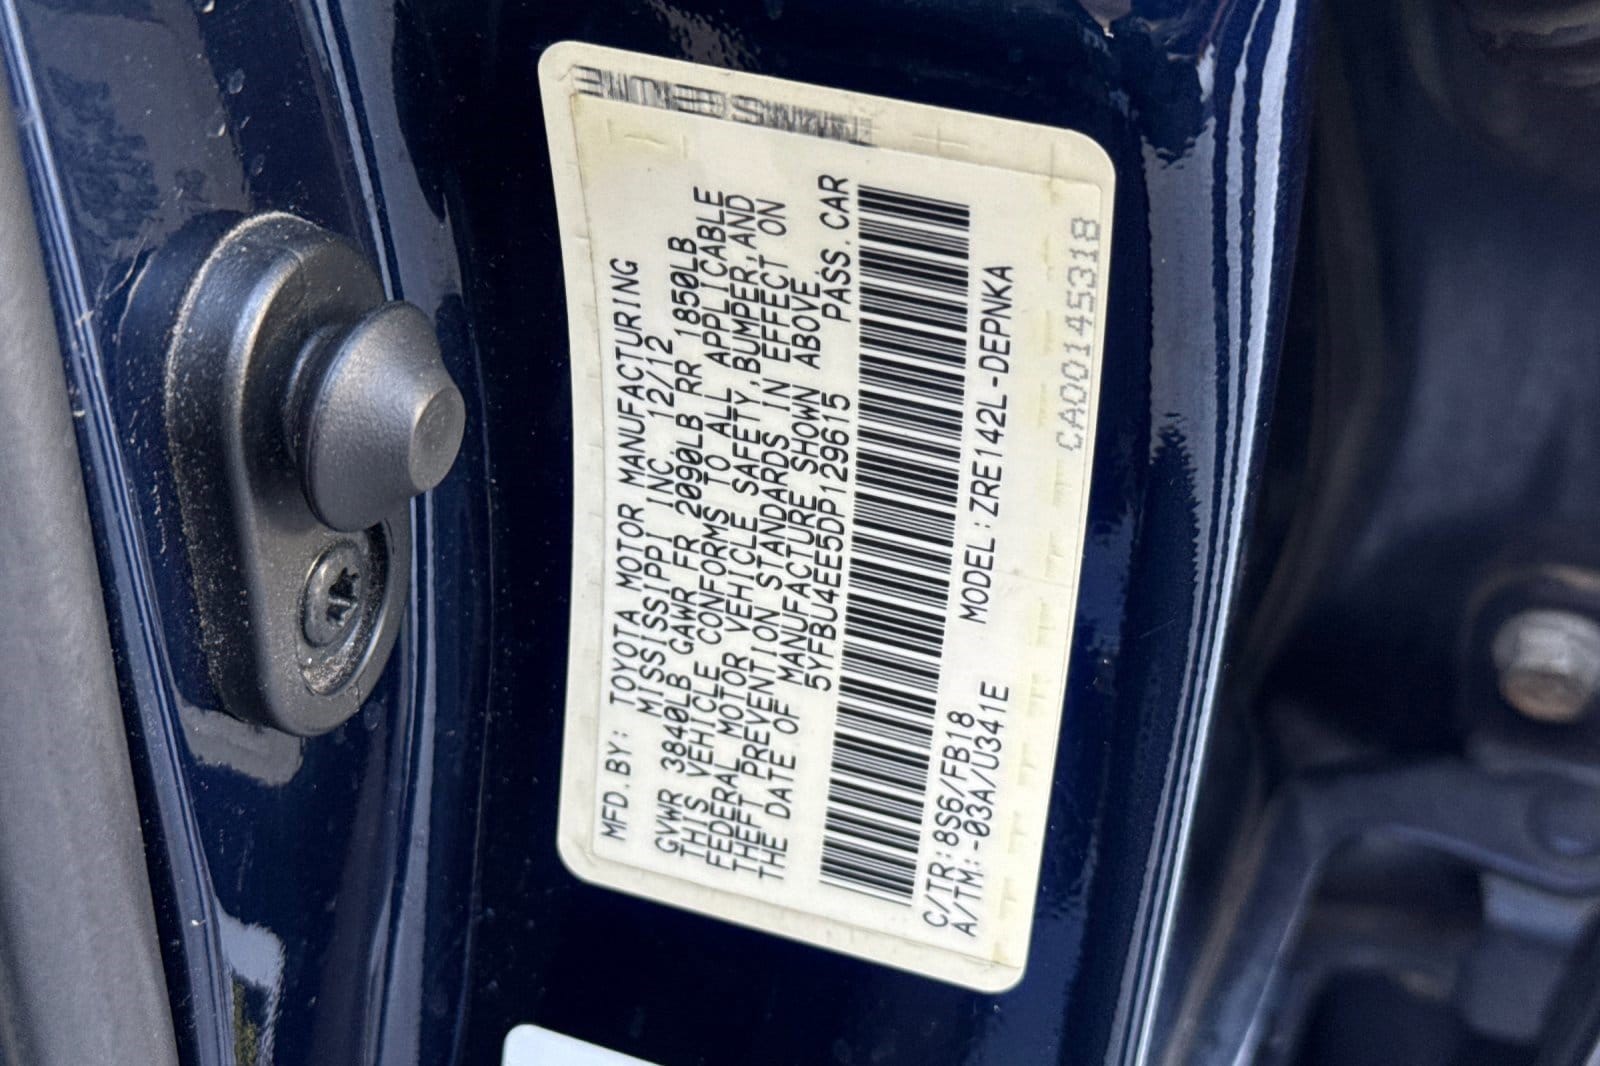 MFD.BY: TOYOTA MOTOR MANUFACTURING
MISSISSIPPI INC. 12/12
GVWR 3840LB GAWR FR 2090LB RR 1850LB
THIS VEHICLE CONFORMS TO ALL APPLICABLE
FEDERAL MOTOR VEHICLE SAFETY,BUMPER,AND
THEFT PREVENTION STANDARDS IN EFFECT ON
THE DATE OF MANUFACTURE SHOWN ABOVE.
5YFBU4EE5DP129615 PASS.CAR
C/TR:8S6/FB18 MODEL:ZRE142L-DEPNKA
A/TM:-03A/U341E
CA00145318